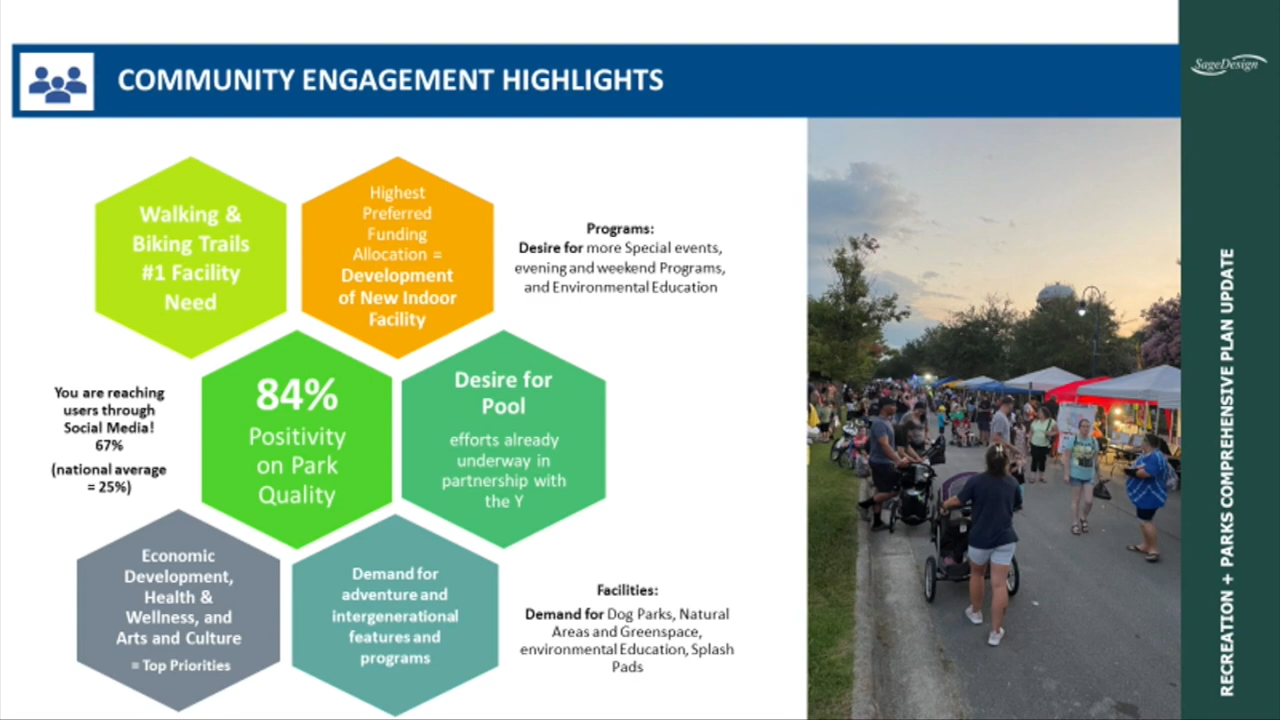 COMMUNITY ENGAGEMENT HIGHLIGHTS
SageDesign
Walking &
Biking Trails
#1 Facility
Need
Highest
Preferred
Funding
Allocation =
Development
of New Indoor
Facility
Programs:
Desire for more Special events,
evening and weekend Programs,
and Environmental Education
You are reaching
users through
Social Media!
67%
(national average
= 25%)
84%
Positivity
on Park
Quality
Desire for
Pool
efforts already
underway in
partnership with
the Y
Economic
Development,
Health &
Wellness, and
Arts and Culture
= Top Priorities
Demand for
adventure and
intergenerational
features and
programs
Facilities:
Demand for Dog Parks, Natural
Areas and Greenspace,
environmental Education, Splash
Pads
RECREATION + PARKS COMPREHENSIVE PLAN UPDATE